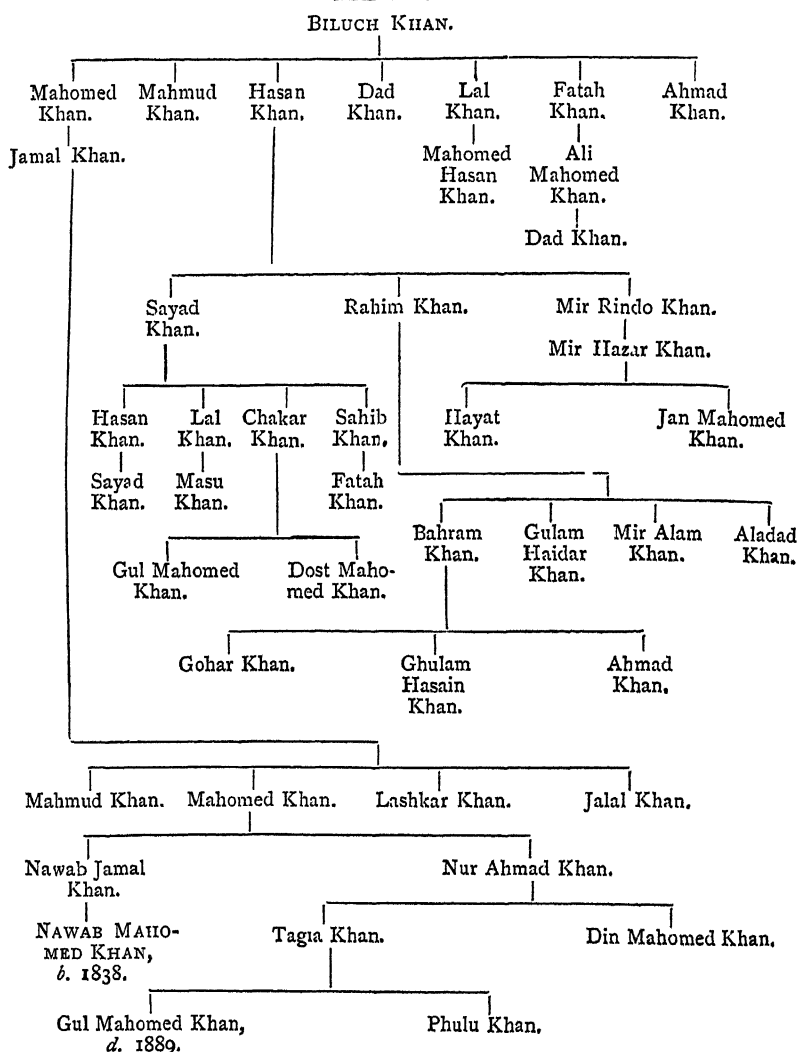 BILUCH KHAN.
Mahomed Khan.
Mahmud Khan.
Hasan Khan.
Dad Khan.
Lal Khan.
Fatah Khan.
Ahmad Khan.
Jamal Khan.
Mahomed Hasan Khan.
Ali Mahomed Khan.
Dad Khan.
Sayad Khan.
Rahim Khan.
Mir Rindo Khan.
Mir Hazar Khan.
Hasan Khan.
Lal Khan.
Chakar Khan.
Sahib Khan.
Hayat Khan.
Jan Mahomed Khan.
Sayad Khan.
Masu Khan.
Fatah Khan.
Bahram Khan.
Gulam Haidar Khan.
Mir Alam Khan.
Aladad Khan.
Gul Mahomed Khan.
Dost Maho-
med Khan.
Gohar Khan.
Ghulam Hasain Khan.
Ahmad Khan.
Mahmud Khan.
Mahomed Khan.
Lashkar Khan.
Jalal Khan.
Nawab Jamal Khan.
Nur Ahmad Khan.
NAWAB MAHO-
MED KHAN,
b. 1838.
Tagia Khan.
Din Mahomed Khan.
Gul Mahomed Khan,
d. 1889.
Phulu Khan.